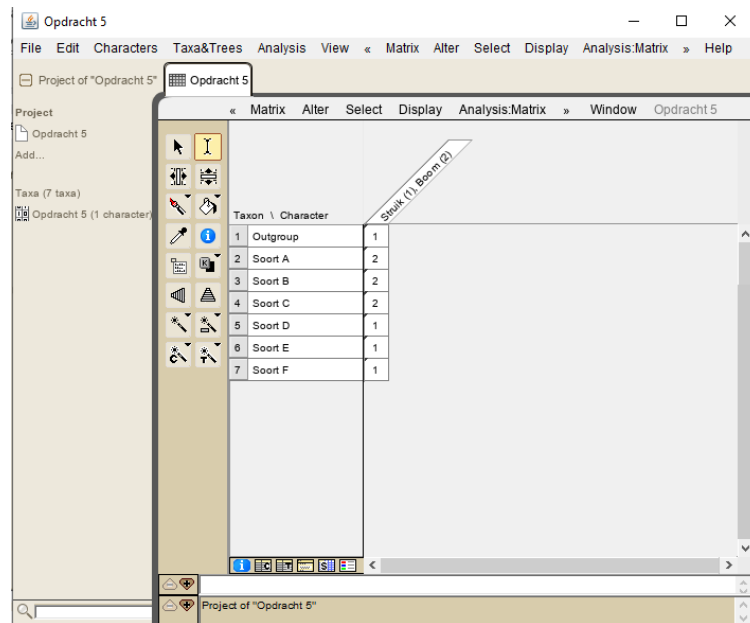 Opdracht 5
File Edit Characters Taxa&Trees Analysis View « Matrix Alter Select Display Analysis:Matrix » Help
Project of "Opdracht 5"
Opdracht 5
Project
Opdracht 5
Add...
Taxa (7 taxa)
Opdracht 5 (1 character)
« Matrix Alter Select Display Analysis:Matrix » Window Opdracht 5
Struik (1), Boom (2)
Taxon \ Character
1 Outgroup 1
2 Soort A 2
3 Soort B 2
4 Soort C 2
5 Soort D 1
6 Soort E 1
7 Soort F 1
Project of "Opdracht 5"